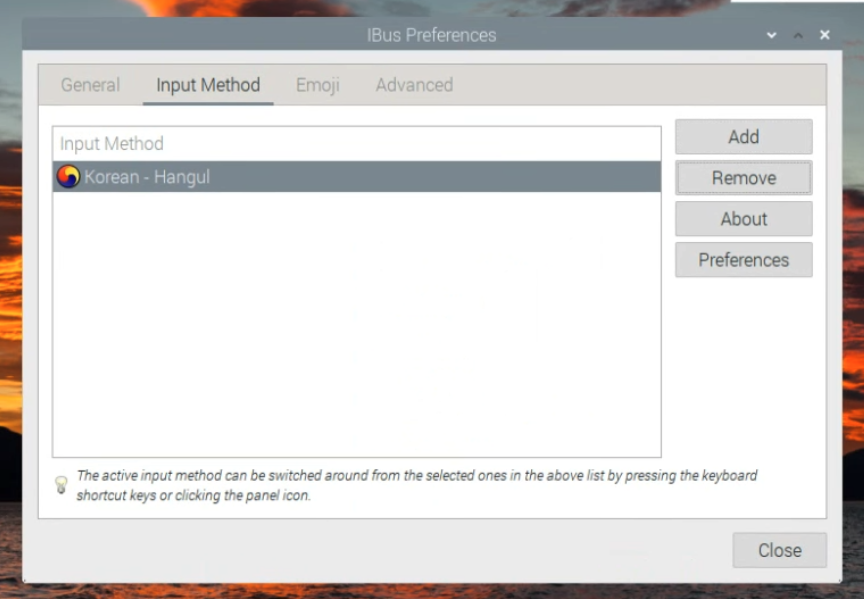 IBus Preferences
General Input Method Emoji Advanced
Input Method
Korean - Hangul
Add
Remove
About
Preferences
The active input method can be switched around from the selected ones in the above list by pressing the keyboard
shortcut keys or clicking the panel icon.
Close